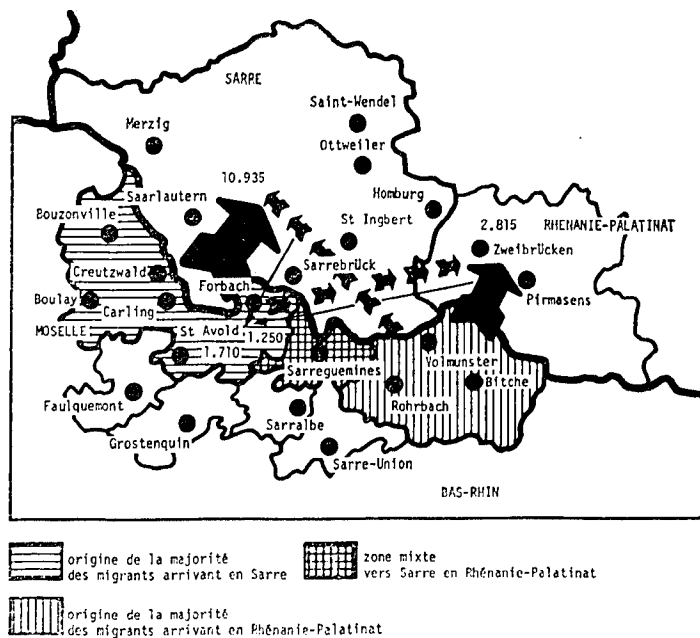 SARRE
Saint-Wendel
Merzig
Ottweiler
10.935
Homburg
Saarlautern
Bouzonville
St Ingbert
2.815
RHENANIE-PALATINAT
Zweibrücken
Creutzwald
Sarrebrück
Forbach
Pirmasens
Boulay
Carling
MOSELLE
St Avold
1.250
1.710
Volmunster
Sarreguemines
Bitche
Rohrbach
Faulquemont
Sarralbe
Grostenquin
Sarre-Union
BAS-RHIN
origine de la majorité
des migrants arrivant en Sarre
zone mixte
vers Sarre en Rhénanie-Palatinat
origine de la majorité
des migrants arrivant en Rhénanie-Palatinat